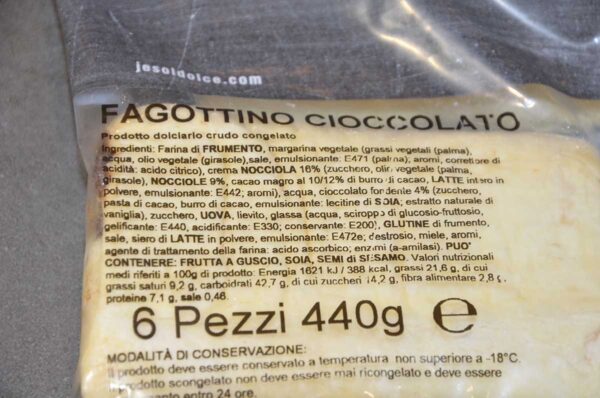 jesoldolce.com
FAGOTTINO CIOCCOLATO
Prodotto dolciario crudo congelato
Ingredienti: Farina di FRUMENTO, margarina vegetale (grassi vegetali (palma),
acqua, olio vegetale (girasole),sale, emulsionante: E471 (palma), aromi, correttore di
acidità: acido citrico), crema NOCCIOLA 16% (zucchero, olio vegetale (palma,
girasole), NOCCIOLE 9%, cacao magro al 10/12% di burro di cacao, LATTE intero in
polvere, emulsionante: E442; aromi), acqua, cioccolato fondente 4% (zucchero,
pasta di cacao, burro di cacao, emulsionante: lecitine di SOIA; estratto naturale di
vaniglia), zucchero, UOVA, lievito, glassa (acqua, sciroppo di glucosio-fruttosio,
gelificante: E440, acidificante: E330; conservante: E200), GLUTINE di frumento,
sale, siero di LATTE in polvere, emulsionante: E472e, destrosio, miele, aromi,
agente di trattamento della farina: acido ascorbico; enzimi (a-amilasi). PUO'
CONTENERE: FRUTTA A GUSCIO, SOIA, SEMI DI SESAMO. Valori nutrizionali
medi riferiti a 100g di prodotto: Energia 1621 kJ / 388 kcal, grassi 21,6 g, di cui
grassi saturi 9,2 g, carboidrati 42,7 g, di cui zuccheri 14,2 g, fibra alimentare 2,8 g,
proteine 7,1 g, sale 0,46.
6 Pezzi 440g ℮
MODALITÀ DI CONSERVAZIONE:
Il prodotto deve essere conservato a temperatura non superiore a -18°C.
Il prodotto scongelato non deve essere mai ricongelato e deve essere
entro 24 ore.